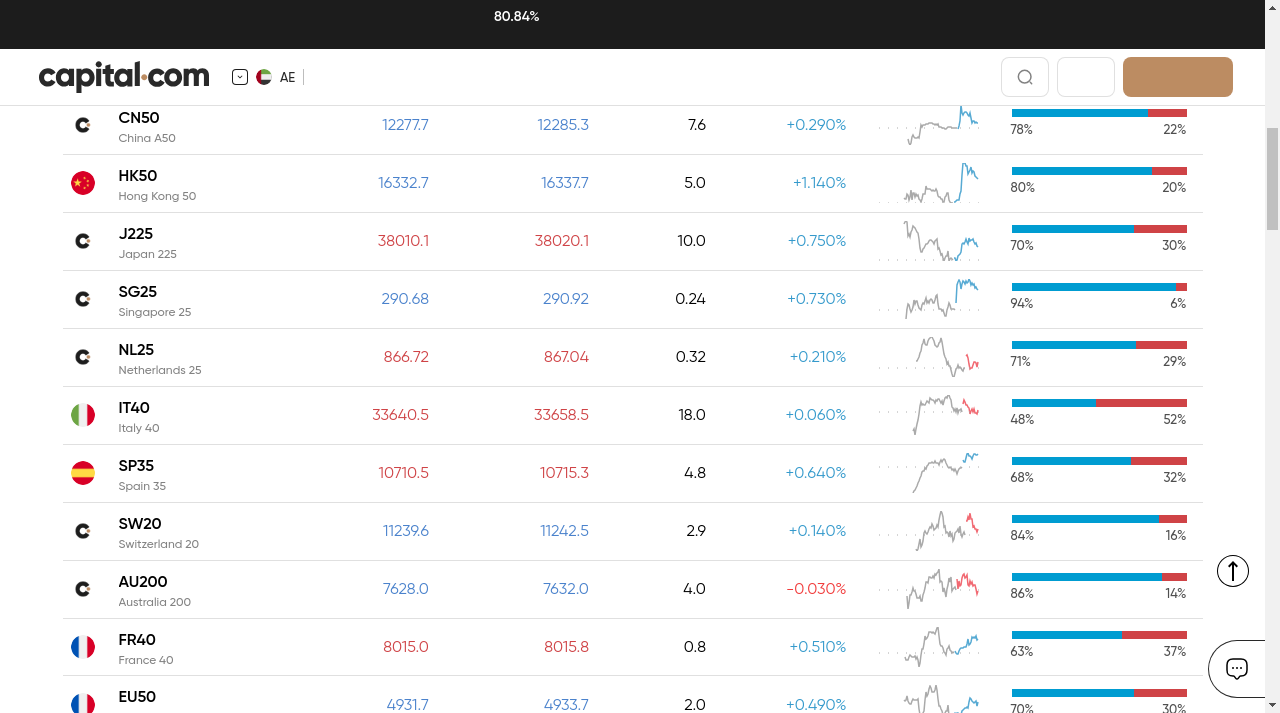 80.84%
capital.com
AE
CN50
China A50
12277.7 12285.3 7.6 +0.290%
78% 22%
HK50
Hong Kong 50
16332.7 16337.7 5.0 +1.140%
80% 20%
J225
Japan 225
38010.1 38020.1 10.0 +0.750%
70% 30%
SG25
Singapore 25
290.68 290.92 0.24 +0.730%
94% 6%
NL25
Netherlands 25
866.72 867.04 0.32 +0.210%
71% 29%
IT40
Italy 40
33640.5 33658.5 18.0 +0.060%
48% 52%
SP35
Spain 35
10710.5 10715.3 4.8 +0.640%
68% 32%
SW20
Switzerland 20
11239.6 11242.5 2.9 +0.140%
84% 16%
AU200
Australia 200
7628.0 7632.0 4.0 -0.030%
86% 14%
FR40
France 40
8015.0 8015.8 0.8 +0.510%
63% 37%
EU50
4931.7 4933.7 2.0 +0.490%
70% 30%